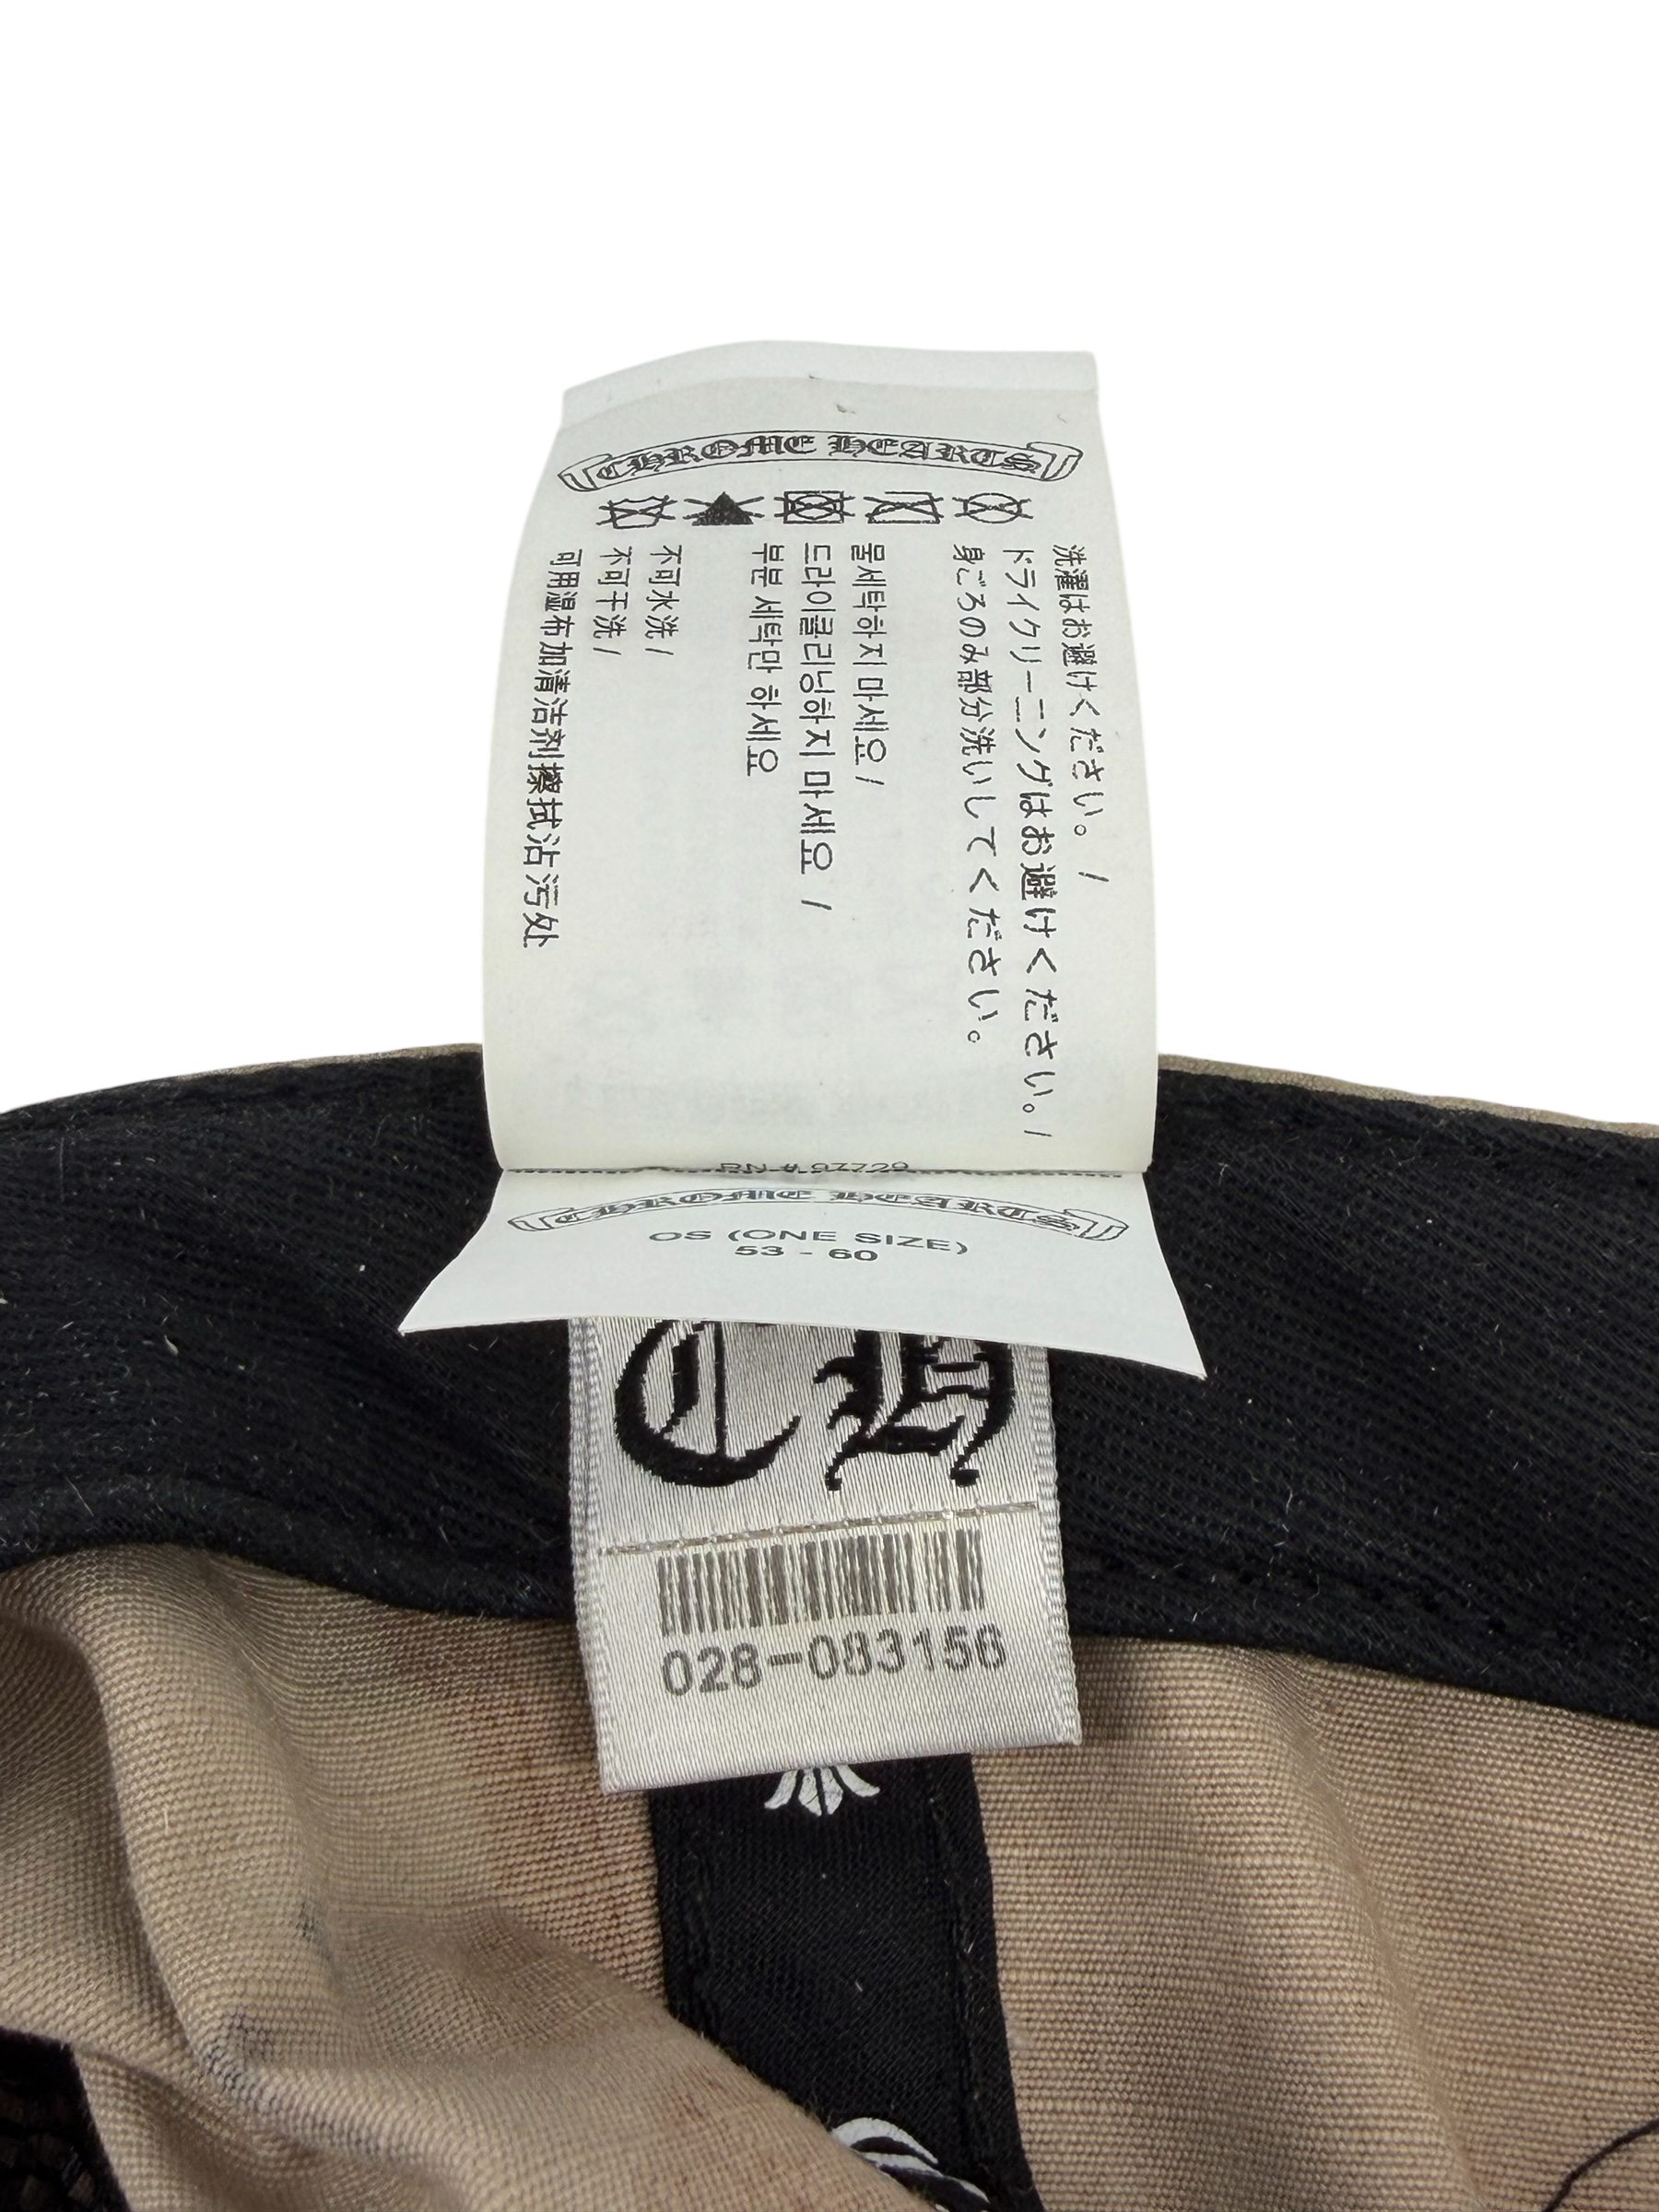 CHROME HEARTS
洗濯はお避けください。 /
ドライクリーニングはお避けください。 /
身ごろのみ部分洗いしてください。
물세탁하지 마세요 /
드라이클리닝하지 마세요 /
부분 세탁만 하세요
不可水洗 /
不可干洗 /
可用温布加清洁剂擦拭沾污处
RN # 97729
CHROME HEARTS
OS (ONE SIZE)
53 - 60
CH
028-083156